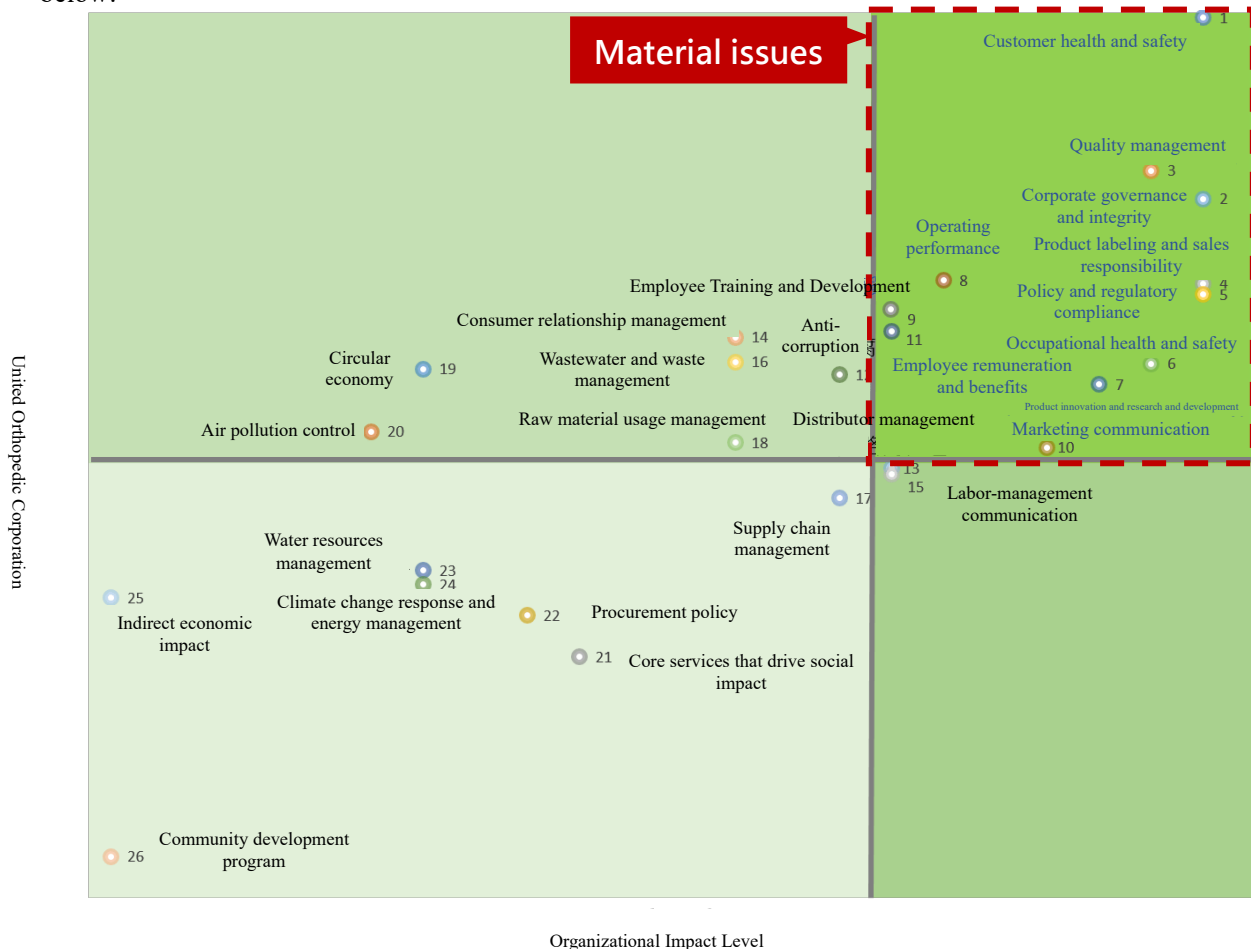 Material issues
1
Customer health and safety
Quality management
3
Corporate governance
and integrity
2
Operating
performance
Product labeling and sales
responsibility
8
4
Employee Training and Development
Policy and regulatory
compliance
5
9
Consumer relationship management
14
Anti-
corruption
11
Circular
economy
19
Wastewater and waste
management
16
Occupational health and safety
6
Employee remuneration
and benefits
7
Product innovation and research and development
Air pollution control
20
Raw material usage management
18
Distributor management
Marketing communication
10
13
15
17
Labor-management
communication
Supply chain
management
Water resources
management
23
24
Climate change response and
energy management
25
Indirect economic
impact
22
Procurement policy
21
Core services that drive social
impact
Community development
program
26
United Orthopedic Corporation
Organizational Impact Level